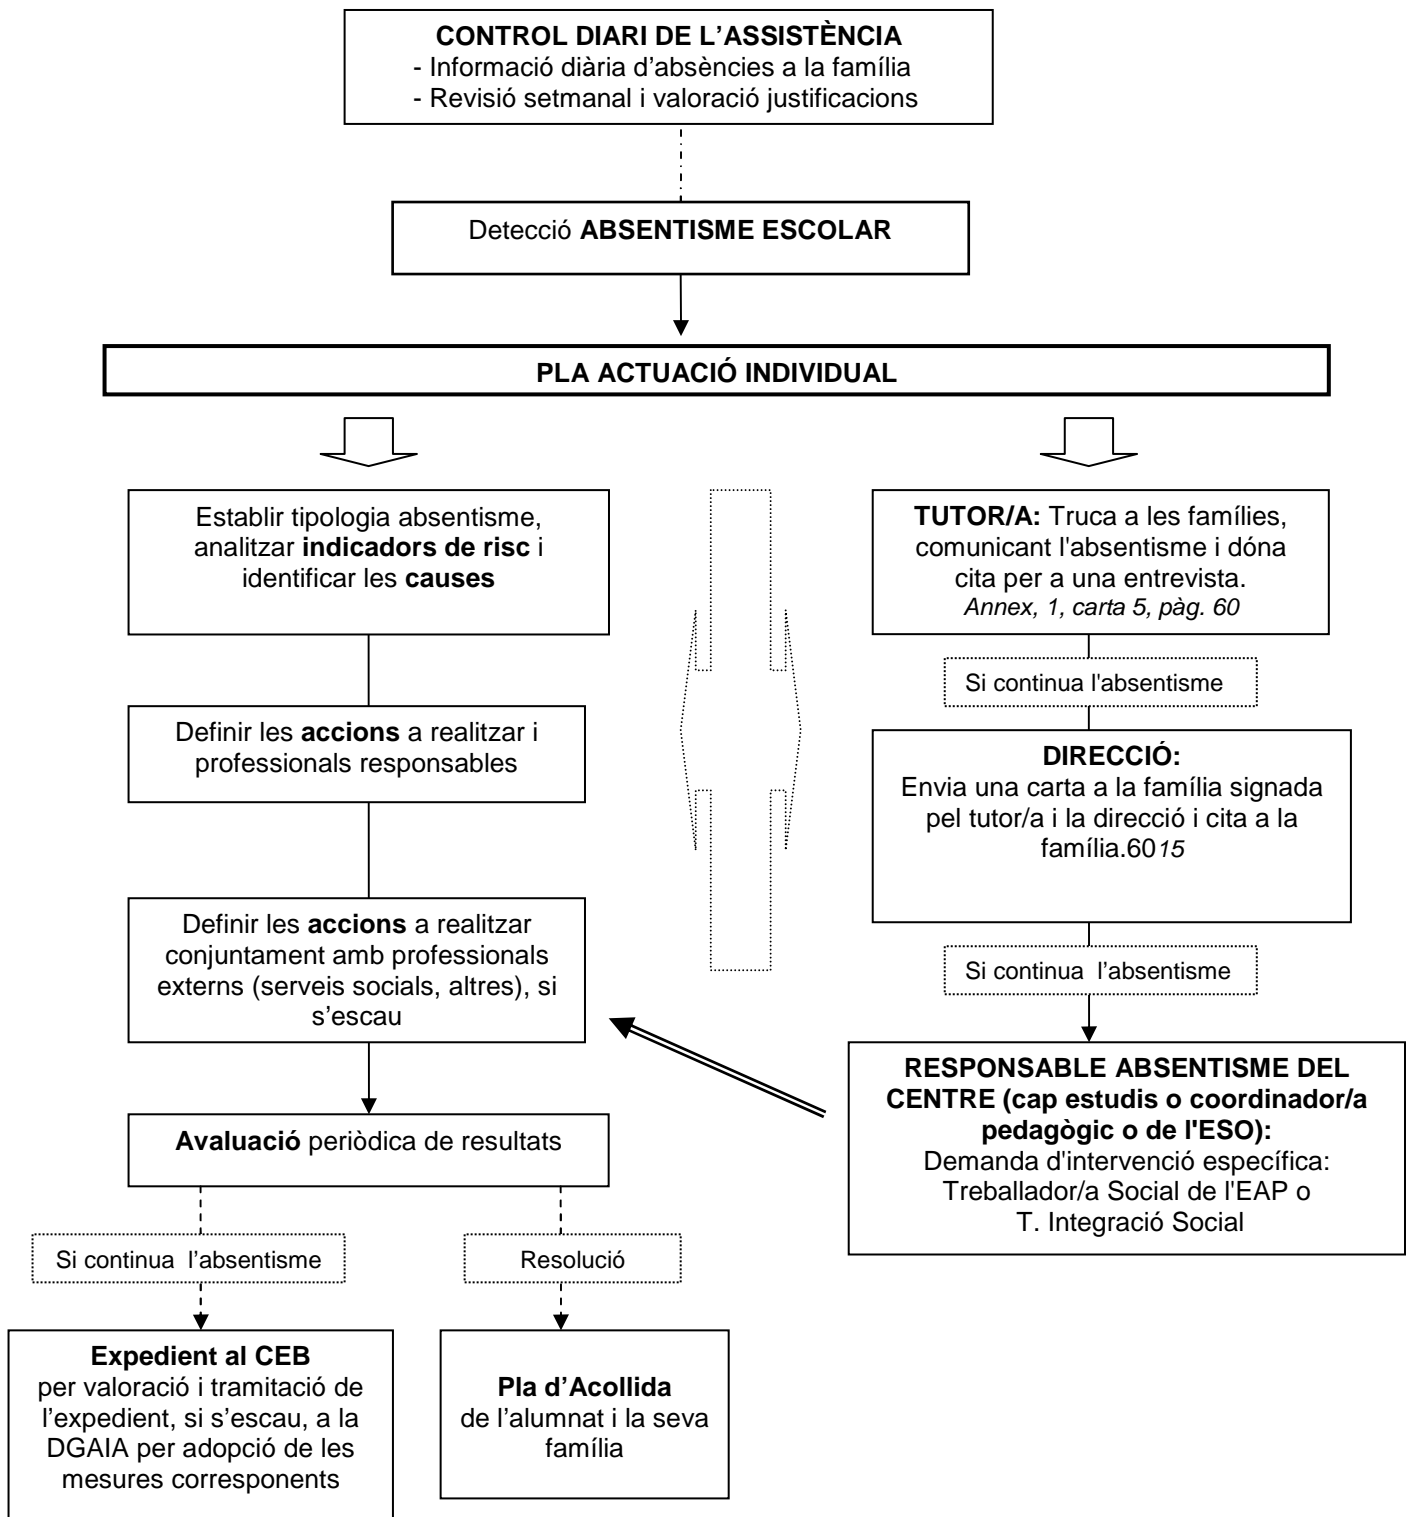 CONTROL DIARI DE L’ASSISTÈNCIA
- Informació diària d’absències a la família
- Revisió setmanal i valoració justificacions
Detecció ABSENTISME ESCOLAR
PLA ACTUACIÓ INDIVIDUAL
Establir tipologia absentisme,
analitzar indicadors de risc i
identificar les causes
Definir les accions a realitzar i
professionals responsables
Definir les accions a realitzar
conjuntament amb professionals
externs (serveis socials, altres), si
s’escau
Avaluació periòdica de resultats
Si continua l’absentisme
Resolució
Expedient al CEB
per valoració i tramitació de
l’expedient, si s’escau, a la
DGAIA per adopció de les
mesures corresponents
Pla d’Acollida
de l’alumnat i la seva
família
TUTOR/A: Truca a les famílies,
comunicant l'absentisme i dóna
cita per a una entrevista.
Annex, 1, carta 5, pàg. 60
Si continua l'absentisme
DIRECCIÓ:
Envia una carta a la família signada
pel tutor/a i la direcció i cita a la
família.6015
Si continua l’absentisme
RESPONSABLE ABSENTISME DEL
CENTRE (cap estudis o coordinador/a
pedagògic o de l'ESO):
Demanda d'intervenció específica:
Treballador/a Social de l'EAP o
T. Integració Social